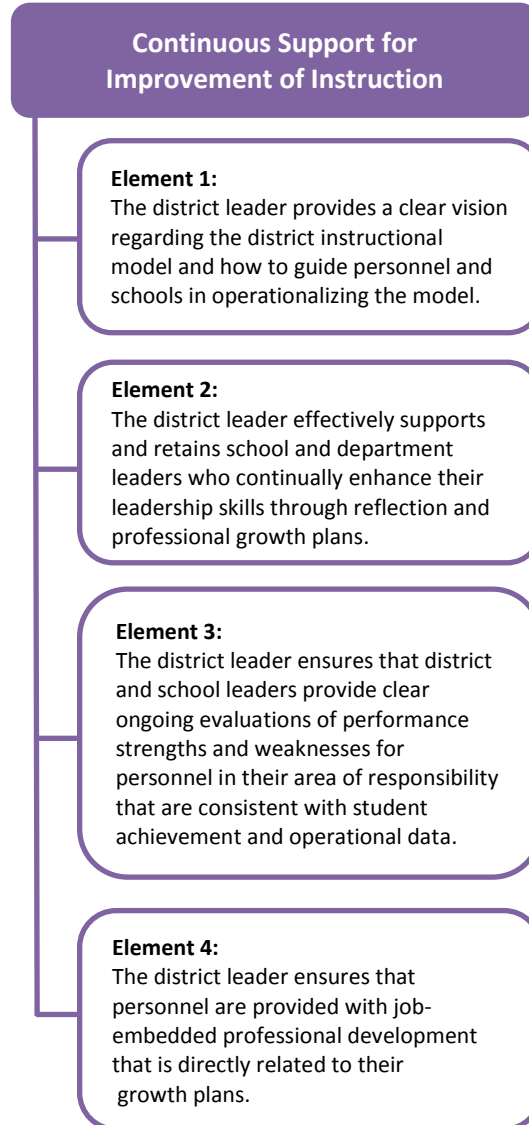 Continuous Support for
Improvement of Instruction
Element 1:
The district leader provides a clear vision
regarding the district instructional
model and how to guide personnel and
schools in operationalizing the model.
Element 2:
The district leader effectively supports
and retains school and department
leaders who continually enhance their
leadership skills through reflection and
professional growth plans.
Element 3:
The district leader ensures that district
and school leaders provide clear
ongoing evaluations of performance
strengths and weaknesses for
personnel in their area of responsibility
that are consistent with student
achievement and operational data.
Element 4:
The district leader ensures that
personnel are provided with job-
embedded professional development
that is directly related to their
growth plans.